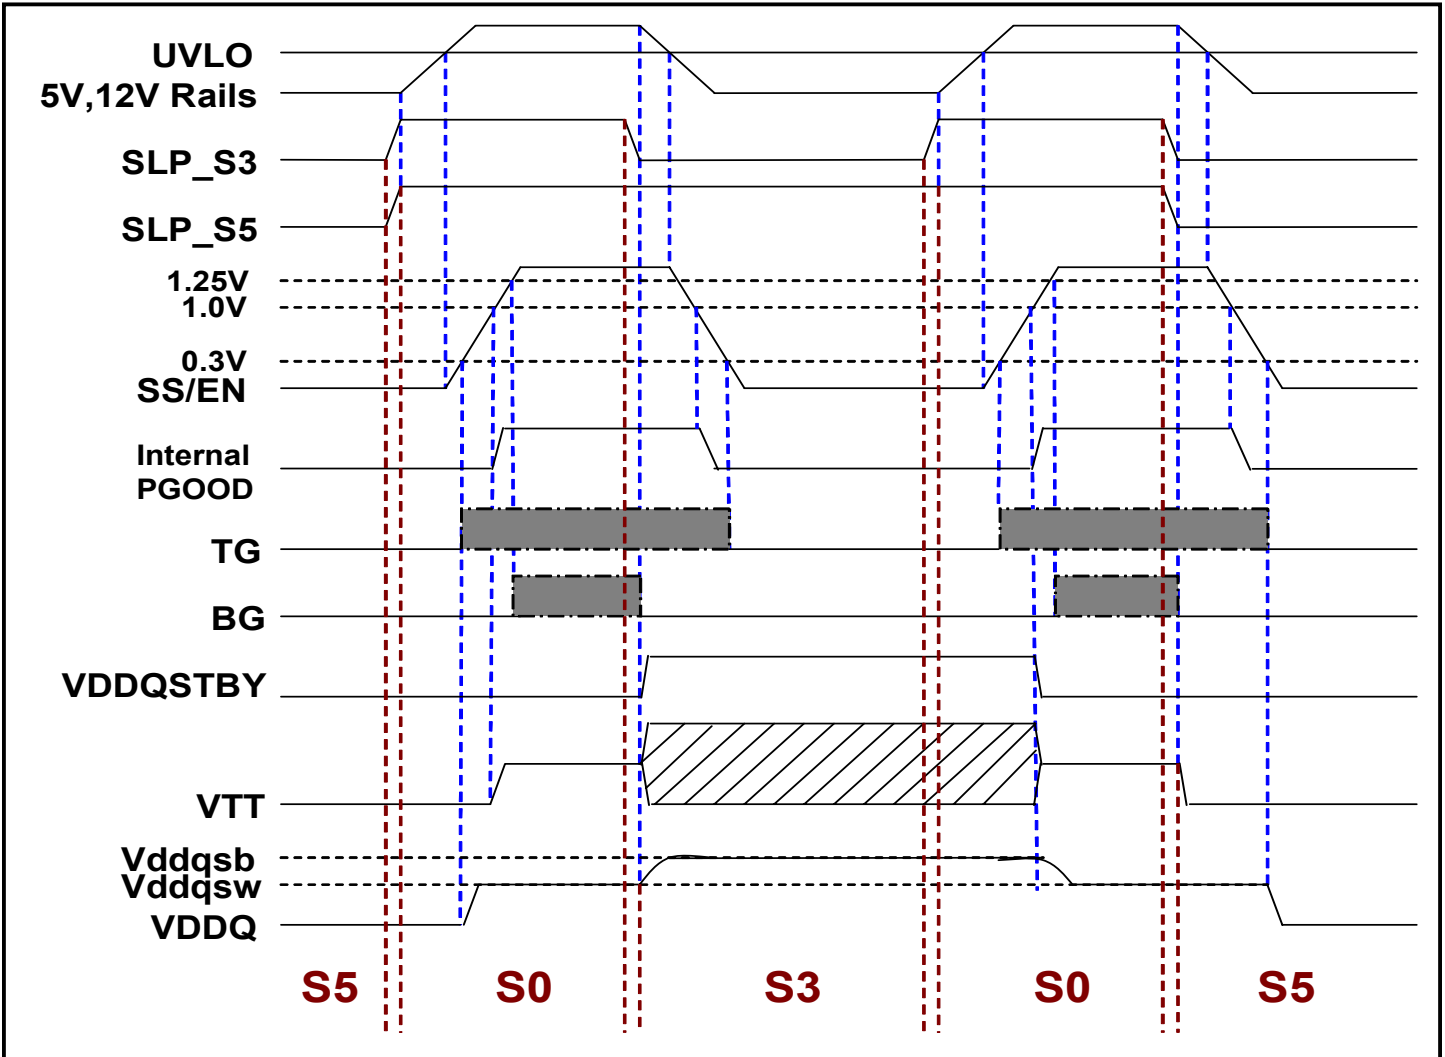 UVLO
5V,12V Rails
SLP_S3
SLP_S5
1.25V
1.0V
0.3V
SS/EN
Internal
PGOOD
TG
BG
VDDQSTBY
VTT
Vddqsb
Vddqsw
VDDQ
S5 S0 S3 S0 S5